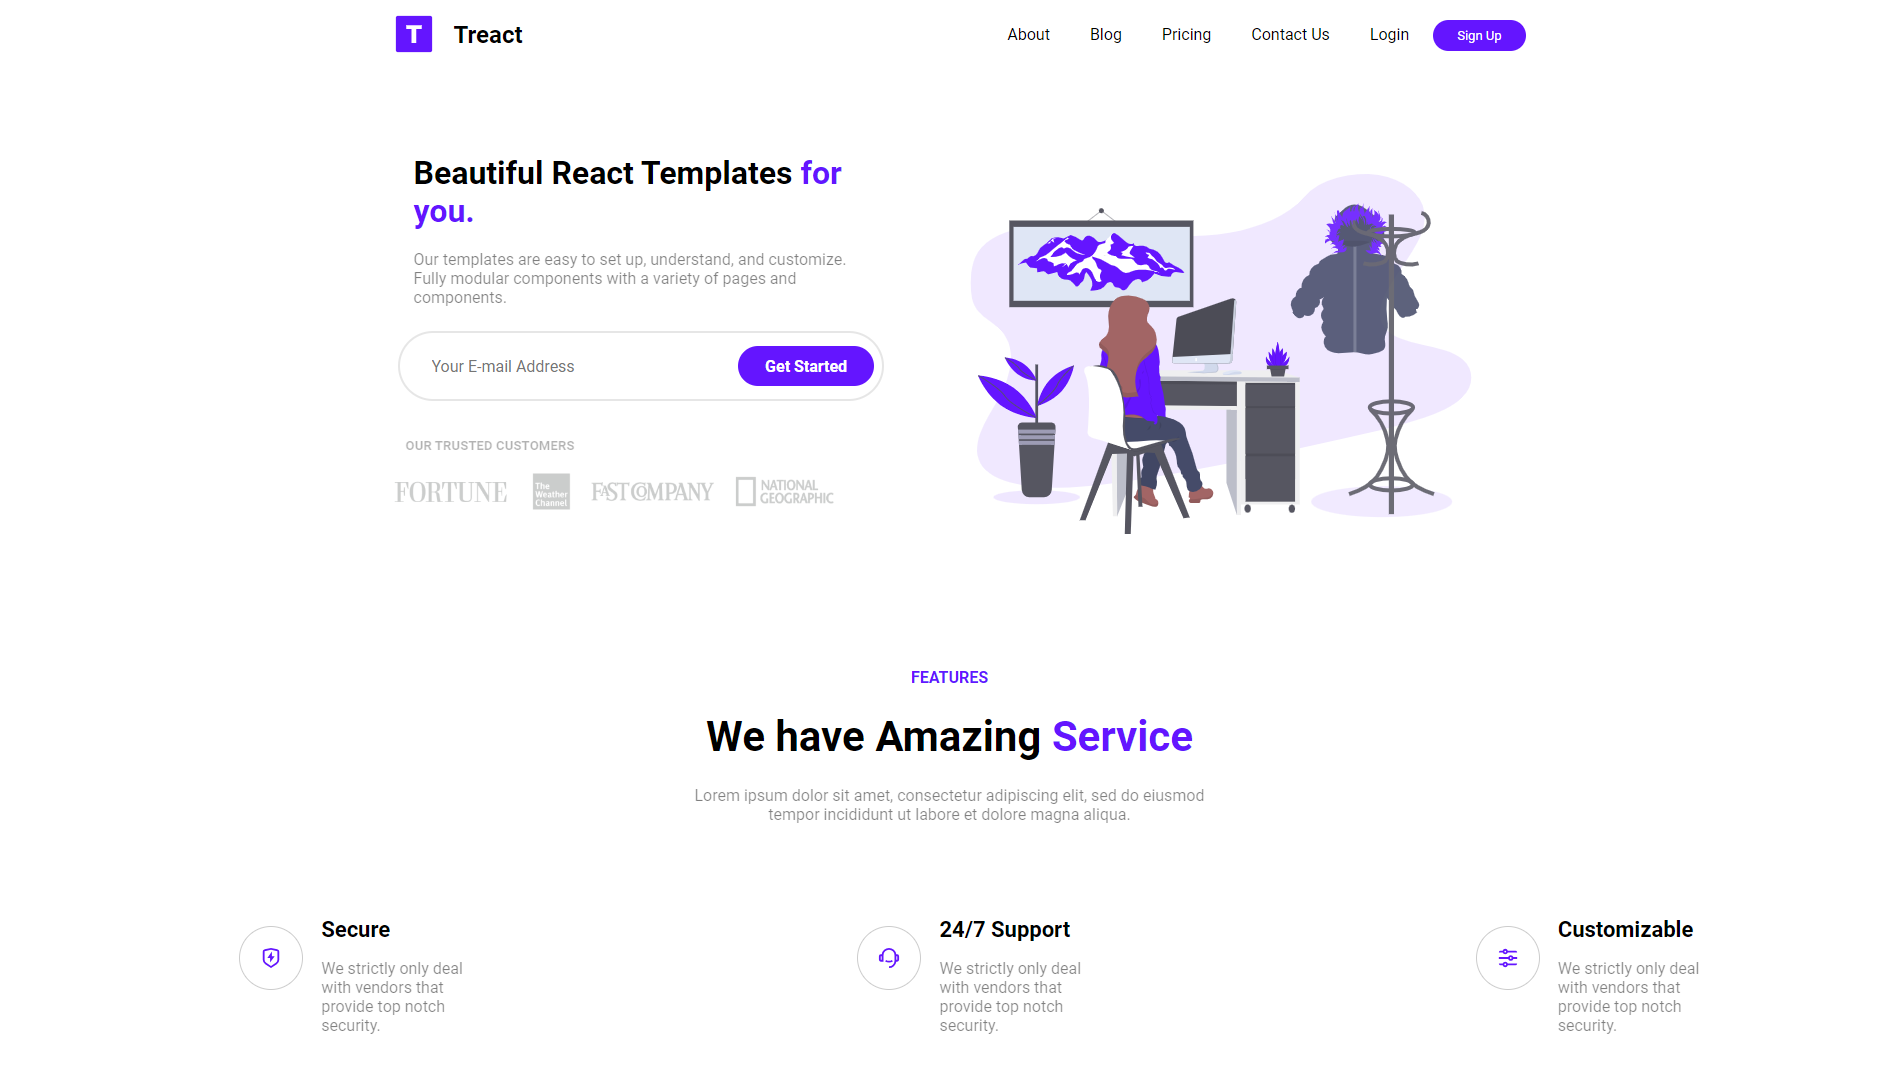 T Treact
About Blog Pricing Contact Us Login Sign Up
Beautiful React Templates for
you.
Our templates are easy to set up, understand, and customize.
Fully modular components with a variety of pages and
components.
Your E-mail Address Get Started
OUR TRUSTED CUSTOMERS
FORTUNE
The
Weather
Channel
FAST COMPANY
NATIONAL
GEOGRAPHIC
FEATURES
We have Amazing Service
Lorem ipsum dolor sit amet, consectetur adipiscing elit, sed do eiusmod
tempor incididunt ut labore et dolore magna aliqua.
Secure
We strictly only deal
with vendors that
provide top notch
security.
24/7 Support
We strictly only deal
with vendors that
provide top notch
security.
Customizable
We strictly only deal
with vendors that
provide top notch
security.